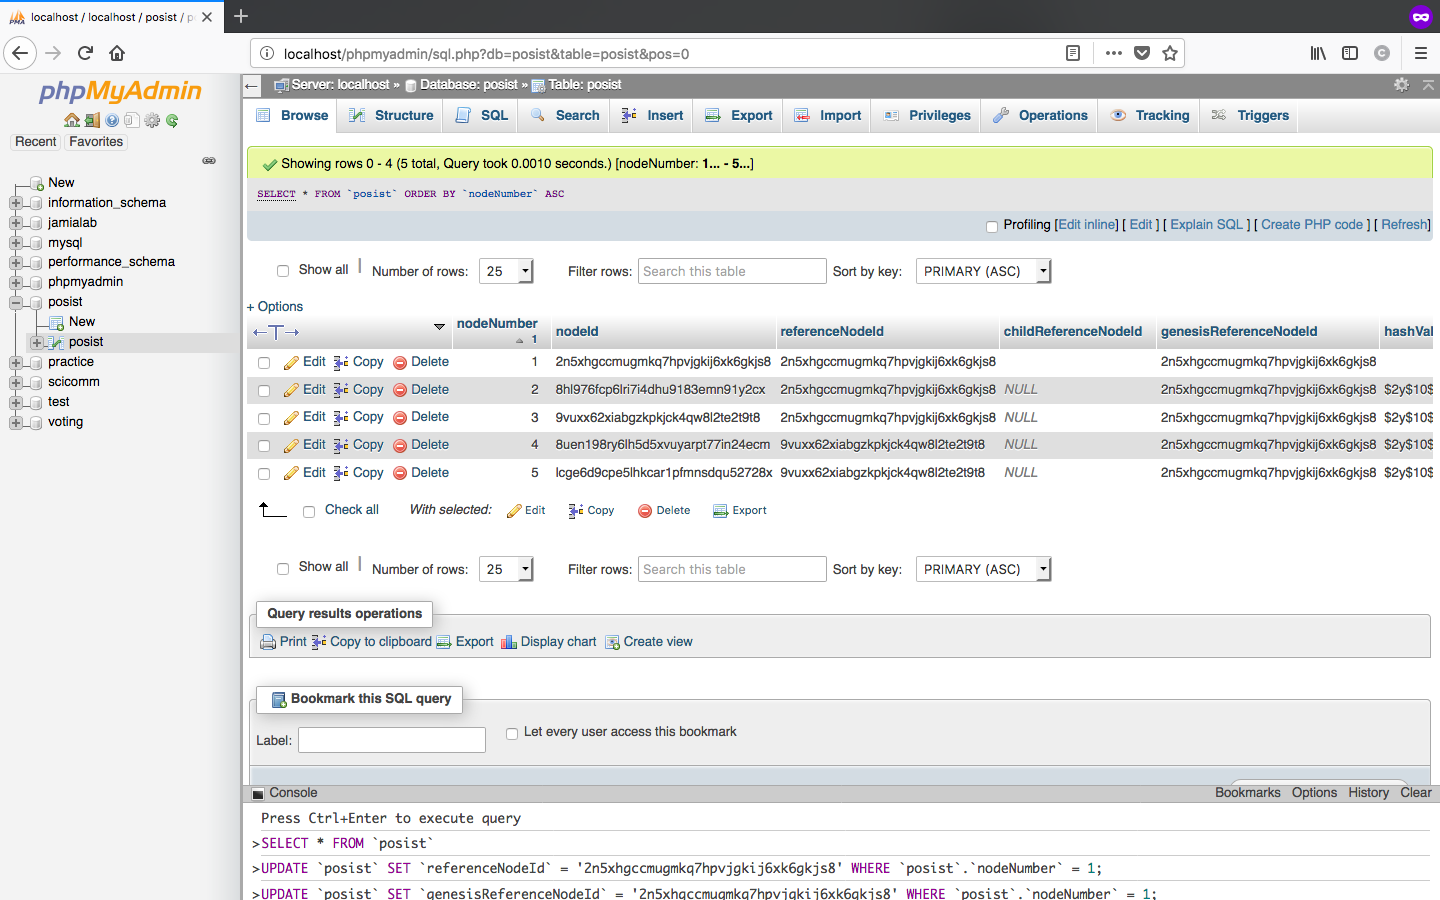 localhost / localhost / posist / p
localhost/phpmyadmin/sql.php?db=posist&table=posist&pos=0
phpMyAdmin
Recent Favorites
New
information_schema
jamialab
mysql
performance_schema
phpmyadmin
posist
New
posist
practice
scicomm
test
voting
Server: localhost » Database: posist » Table: posist
Browse Structure SQL Search Insert Export Import Privileges Operations Tracking Triggers
Showing rows 0 - 4 (5 total, Query took 0.0010 seconds.) [nodeNumber: 1... - 5...]
SELECT * FROM `posist` ORDER BY `nodeNumber` ASC
Profiling [Edit inline] [ Edit ] [ Explain SQL ] [ Create PHP code ] [ Refresh]
Show all | Number of rows: 25 Filter rows: Search this table Sort by key: PRIMARY (ASC)
+ Options
←T→ nodeNumber 1 nodeId referenceNodeId childReferenceNodeId genesisReferenceNodeId hashVal
Edit Copy Delete 1 2n5xhgccmugmkq7hpvjgkij6xk6gkjs8 2n5xhgccmugmkq7hpvjgkij6xk6gkjs8 2n5xhgccmugmkq7hpvjgkij6xk6gkjs8
Edit Copy Delete 2 8hl976fcp6lri7i4dhu9183emn91y2cx 2n5xhgccmugmkq7hpvjgkij6xk6gkjs8 NULL 2n5xhgccmugmkq7hpvjgkij6xk6gkjs8 $2y$10$
Edit Copy Delete 3 9vuxx62xiabgzkpkjck4qw8l2te2t9t8 2n5xhgccmugmkq7hpvjgkij6xk6gkjs8 NULL 2n5xhgccmugmkq7hpvjgkij6xk6gkjs8 $2y$10$
Edit Copy Delete 4 8uen198ry6lh5d5xvuyarpt77in24ecm 9vuxx62xiabgzkpkjck4qw8l2te2t9t8 NULL 2n5xhgccmugmkq7hpvjgkij6xk6gkjs8 $2y$10$
Edit Copy Delete 5 lcge6d9cpe5lhkcar1pfmnsdqu52728x 9vuxx62xiabgzkpkjck4qw8l2te2t9t8 NULL 2n5xhgccmugmkq7hpvjgkij6xk6gkjs8 $2y$10$
Check all With selected: Edit Copy Delete Export
Show all | Number of rows: 25 Filter rows: Search this table Sort by key: PRIMARY (ASC)
Query results operations
Print Copy to clipboard Export Display chart Create view
Bookmark this SQL query
Label: Let every user access this bookmark
Console Bookmarks Options History Clear
Press Ctrl+Enter to execute query
>SELECT * FROM `posist`
>UPDATE `posist` SET `referenceNodeId` = '2n5xhgccmugmkq7hpvjgkij6xk6gkjs8' WHERE `posist`.`nodeNumber` = 1;
>UPDATE `posist` SET `genesisReferenceNodeId` = '2n5xhgccmugmkq7hpvjgkij6xk6gkjs8' WHERE `posist`.`nodeNumber` = 1;